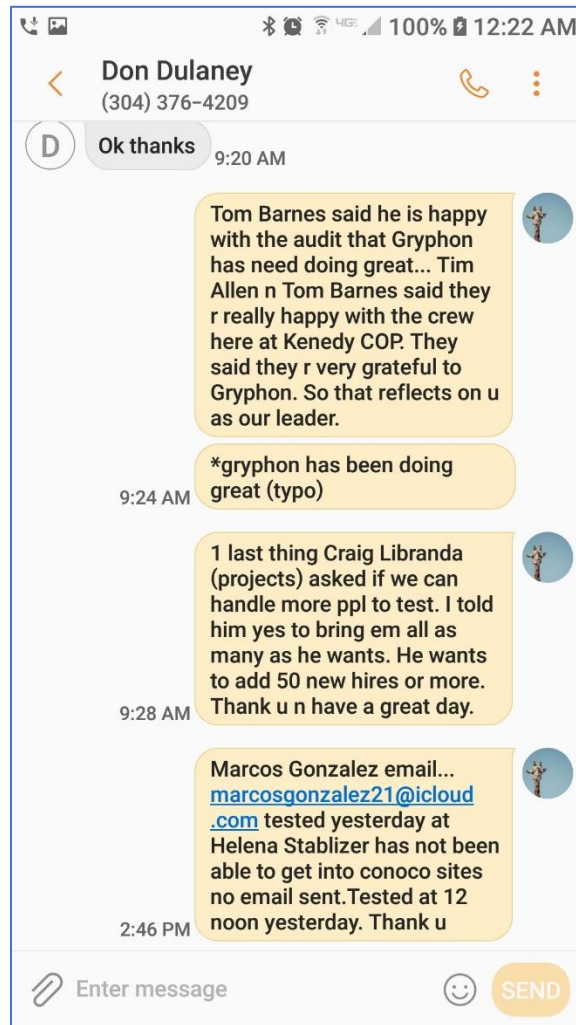 4GE 100% 12:22 AM
Don Dulaney
(304) 376-4209
D
Ok thanks
9:20 AM
Tom Barnes said he is happy
with the audit that Gryphon
has need doing great... Tim
Allen n Tom Barnes said they
r really happy with the crew
here at Kenedy COP. They
said they r very grateful to
Gryphon. So that reflects on u
as our leader.
*gryphon has been doing
great (typo)
9:24 AM
1 last thing Craig Libranda
(projects) asked if we can
handle more ppl to test. I told
him yes to bring em all as
many as he wants. He wants
to add 50 new hires or more.
Thank u n have a great day.
9:28 AM
Marcos Gonzalez email...
marcosgonzalez21@icloud
.com tested yesterday at
Helena Stablizer has not been
able to get into conoco sites
no email sent.Tested at 12
noon yesterday. Thank u
2:46 PM
Enter message
SEND